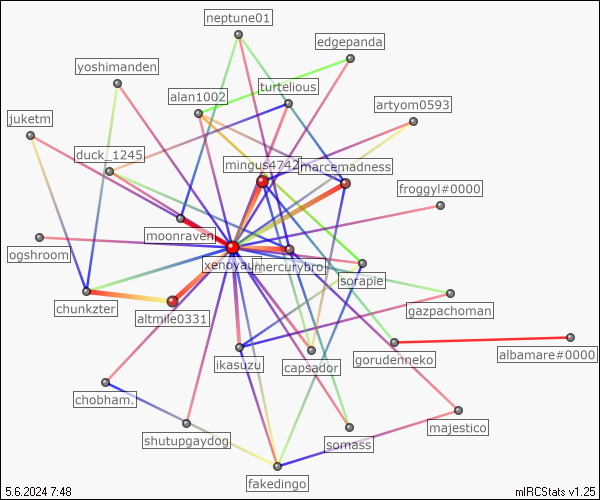 neptune01
edgepanda
yoshimanden
turtelious
alan1002
artyom0593
juketm
duck_1245
mingus4742
marcemadness
froggyl#0000
moonraven
ogshroom
xenoyau
mercurybro
sorapie
chunkzter
altmile0331
gazpachoman
albamare#0000
gorudenneko
ikasuzu
capsador
chobham.
majestico
shutupgaydog
somass
fakedingo
5.6.2024 7:48
mIRCStats v1.25